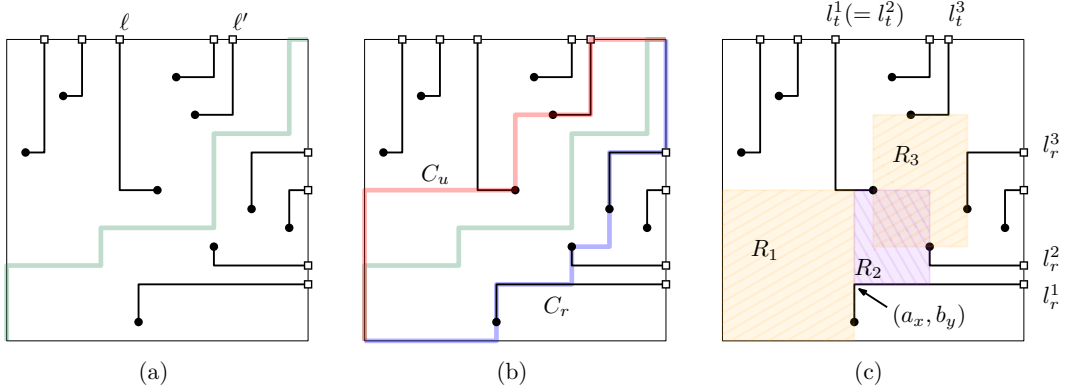 ℓ ℓ′
l_t^1(= l_t^2) l_t^3
C_u
C_r
R_3
R_1
R_2
(a_x, b_y)
l_r^3
l_r^2
l_r^1
(a) (b) (c)